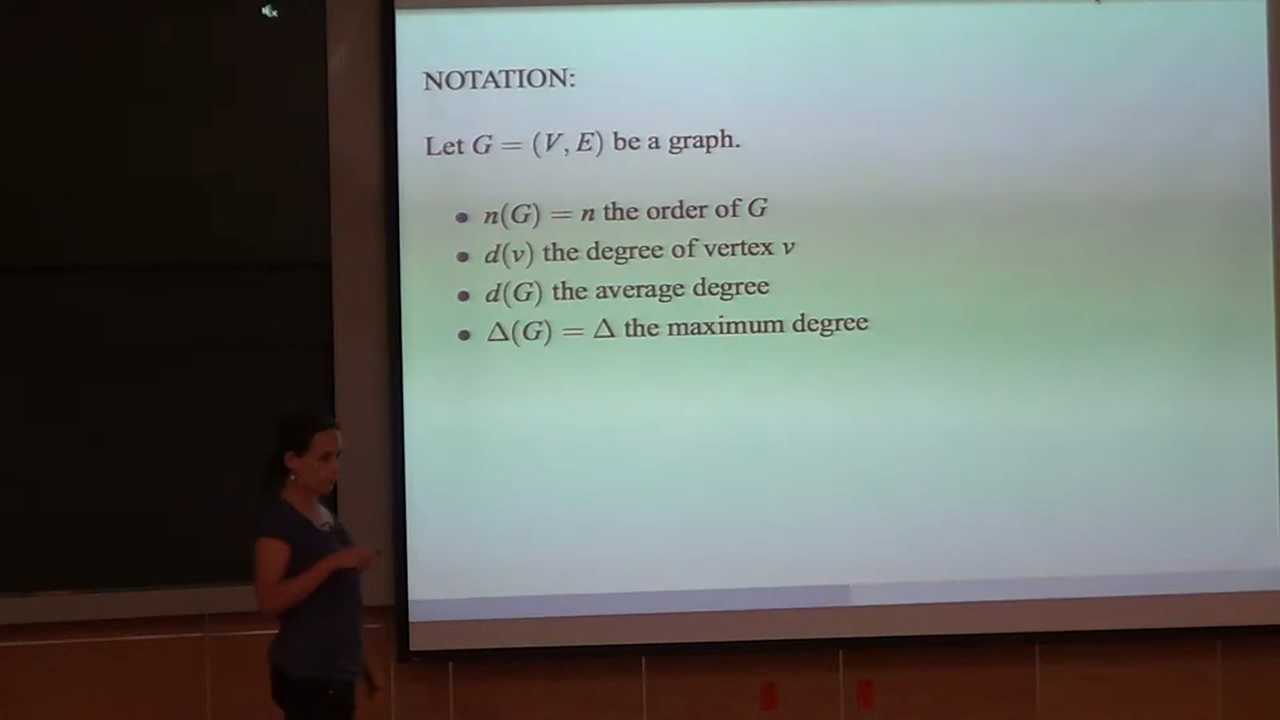 NOTATION:
Let G = (V, E) be a graph.
• n(G) = n the order of G
• d(v) the degree of vertex v
• d(G) the average degree
• Δ(G) = Δ the maximum degree